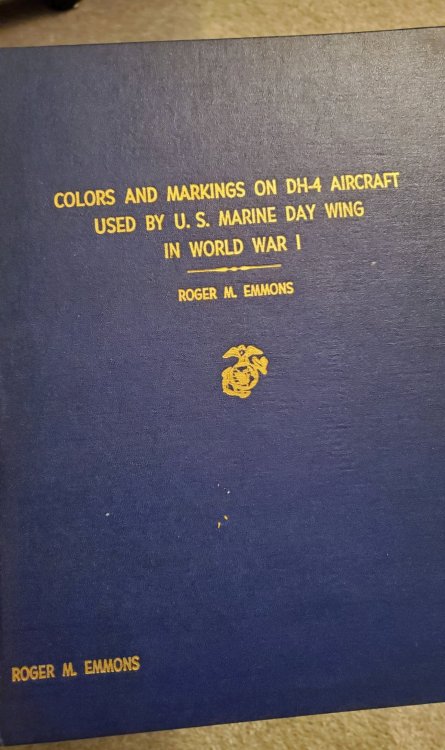 COLORS AND MARKINGS ON DH-4 AIRCRAFT
USED BY U. S. MARINE DAY WING
IN WORLD WAR I
ROGER M. EMMONS
ROGER M. EMMONS